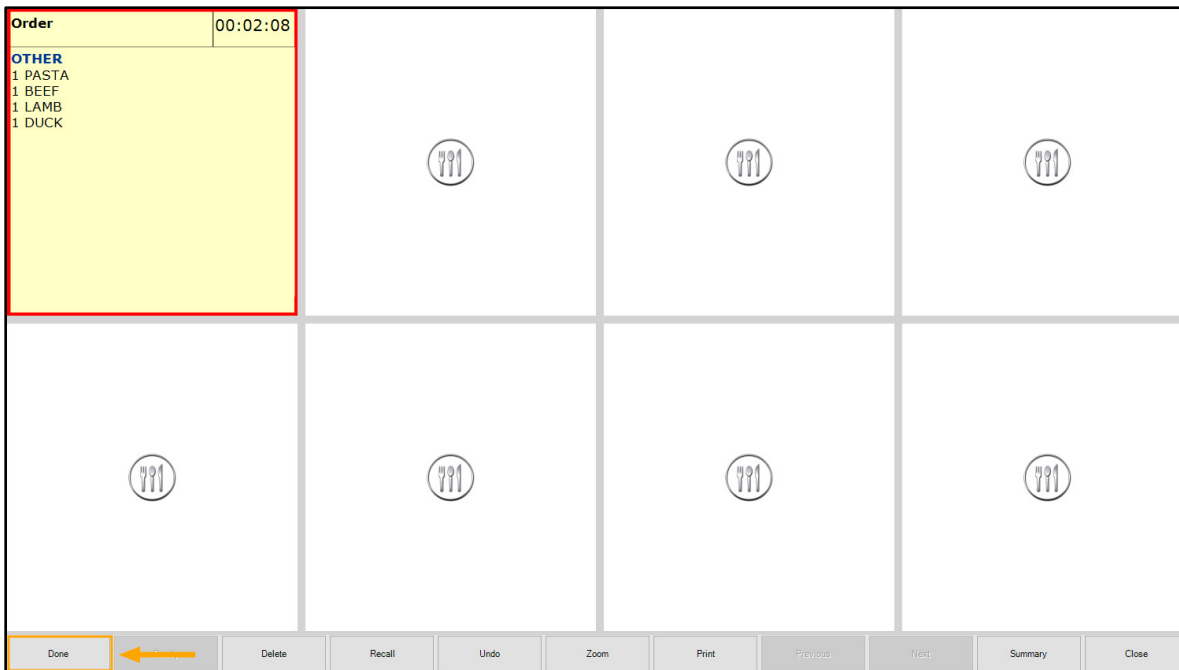 Order 00:02:08
OTHER
1 PASTA
1 BEEF
1 LAMB
1 DUCK
Done Delete Recall Undo Zoom Print Previous Next Summary Close